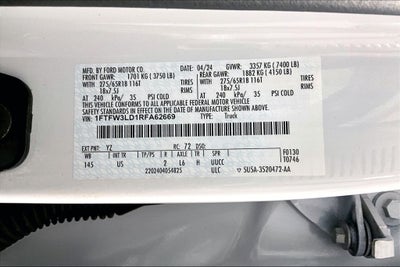 MFD. BY FORD MOTOR CO. 04/24 GVWR: 3357 KG ( 7400 LB)
FRONT GAWR: 1701 KG ( 3750 LB) REAR GAWR: 1882 KG ( 4150 LB)
275/65R18 116T WITH TIRES 275/65R18 116T WITH TIRES
18x7.5J RIMS 18x7.5J RIMS
AT 240 kPa/ 35 PSI COLD AT 240 kPa/ 35 PSI COLD
THIS VEHICLE CONFORMS TO ALL APPLICABLE FEDERAL MOTOR VEHICLE
SAFETY STANDARDS IN EFFECT ON THE DATE OF MANUFACTURE SHOWN ABOVE.
VIN: 1FTFW3LD1RFA62669 TYPE: Truck
EXT PNT: YZ RC: 72 DSO: F0130
WB INT TR TP/PS R AXLE TR SPR 10746
145 US 2 L6 H UUCC
2202404054825 ULC 5U5A-3520472-AA